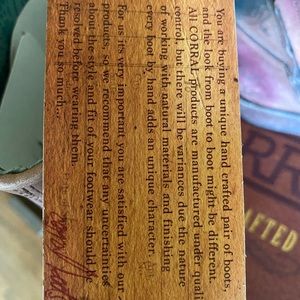 You are buying a unique hand crafted pair of boots,
and the look from boot to boot might be different.
All CORRAL products are manufactured under quali
control, but there will be variances due the nature
of working with natural materials and finishing
every boot by hand adds an unique character.
For us it's very important you are satisfied with our
products, so we recommend that any uncertainties
about the style and fit of your footwear should be
resolved before wearing them.
Thank you so much...
RR
FTED